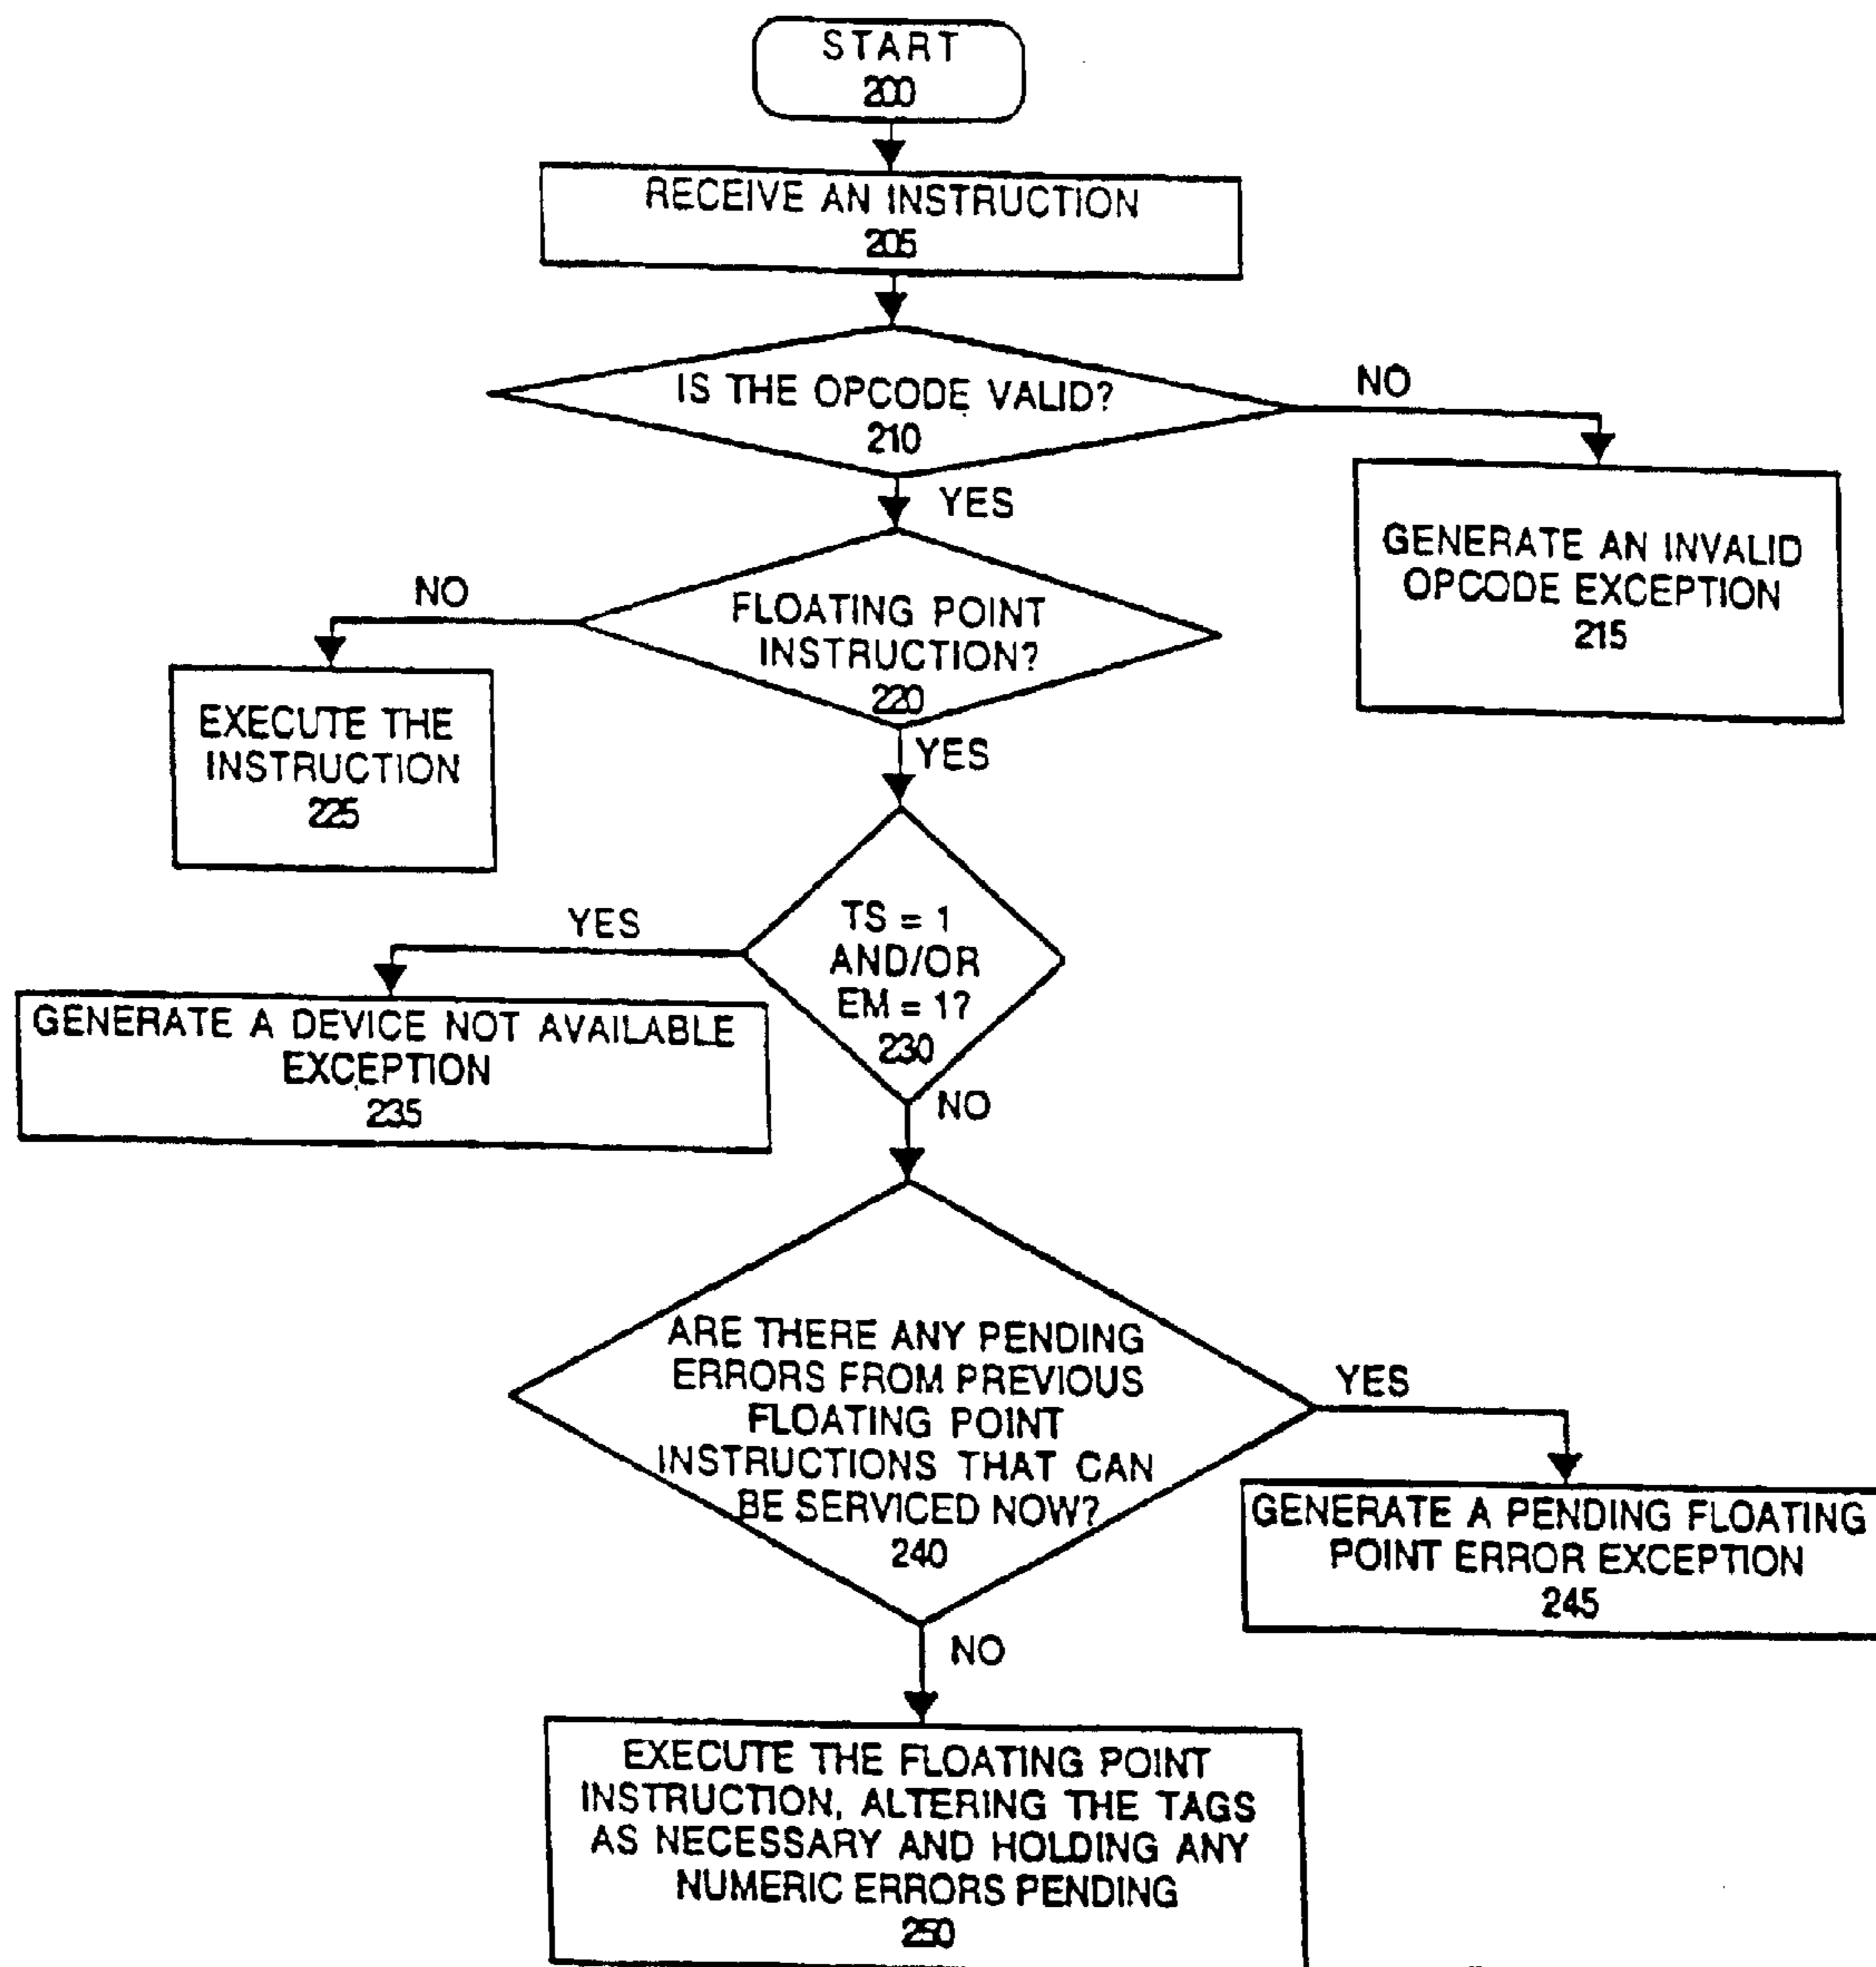 START
200
RECEIVE AN INSTRUCTION
205
IS THE OPCODE VALID?
210
NO
YES
GENERATE AN INVALID
OPCODE EXCEPTION
215
FLOATING POINT
INSTRUCTION?
220
NO
YES
EXECUTE THE
INSTRUCTION
225
TS = 1
AND/OR
EM = 1?
230
YES
NO
GENERATE A DEVICE NOT AVAILABLE
EXCEPTION
235
ARE THERE ANY PENDING
ERRORS FROM PREVIOUS
FLOATING POINT
INSTRUCTIONS THAT CAN
BE SERVICED NOW?
240
YES
NO
GENERATE A PENDING FLOATING
POINT ERROR EXCEPTION
245
EXECUTE THE FLOATING POINT
INSTRUCTION, ALTERING THE TAGS
AS NECESSARY AND HOLDING ANY
NUMERIC ERRORS PENDING
250